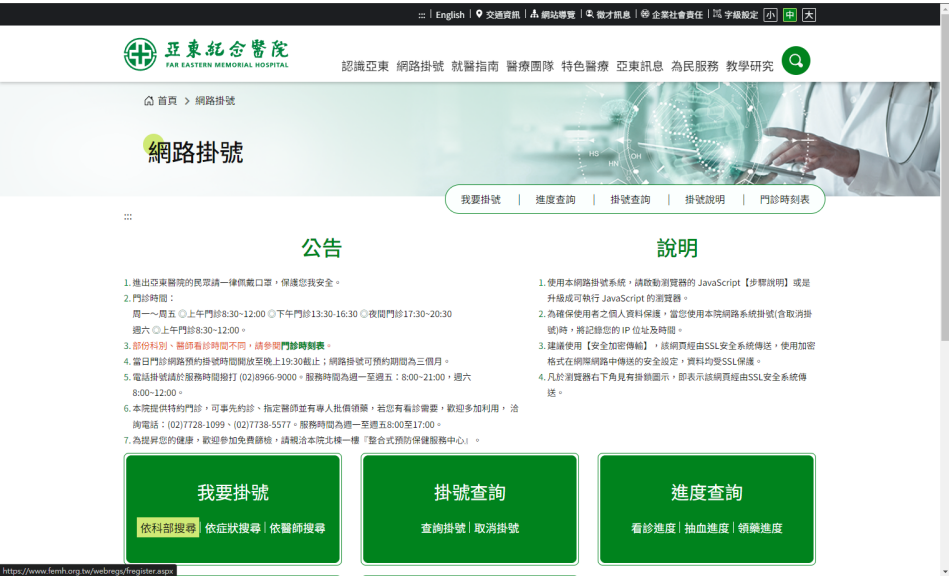 ::: | English | 交通資訊 | 網站導覽 | 徵才訊息 | 企業社會責任 | 字級設定 小 中 大
亞東紀念醫院
FAR EASTERN MEMORIAL HOSPITAL
認識亞東 網路掛號 就醫指南 醫療團隊 特色醫療 亞東訊息 為民服務 教學研究
首頁 > 網路掛號
網路掛號
HS
HN
OH
我要掛號 | 進度查詢 | 掛號查詢 | 掛號說明 | 門診時刻表
:::
公告
1. 進出亞東醫院的民眾請一律佩戴口罩，保護您我安全。
2. 門診時間：
周一～周五 ◎上午門診8:30~12:00 ◎下午門診13:30-16:30 ◎夜間門診17:30~20:30
週六 ◎上午門診8:30~12:00。
3. 部份科別、醫師看診時間不同，請參閱門診時刻表。
4. 當日門診網路預約掛號時間開放至晚上19:30截止；網路掛號可預約期間為三個月。
5. 電話掛號請於服務時間撥打 (02)8966-9000。服務時間為週一至週五：8:00~21:00，週六
8:00~12:00。
6. 本院提供特約門診，可事先約診、指定醫師並有專人批價領藥，若您有看診需要，歡迎多加利用， 洽
詢電話：(02)7728-1099、(02)7738-5577。服務時間為週一至週五8:00至17:00。
7. 為提昇您的健康，歡迎參加免費篩檢，請親洽本院北棟一樓『整合式預防保健服務中心』。
說明
1. 使用本網路掛號系統，請啟動瀏覽器的 JavaScript【步驟說明】或是
升級成可執行 JavaScript 的瀏覽器。
2. 為確保使用者之個人資料保護，當您使用本院網路系統掛號(含取消掛
號)時，將記錄您的 IP 位址及時間。
3. 建議使用【安全加密傳輸】，該網頁經由SSL安全系統傳送，使用加密
格式在網際網路中傳送的安全設定，資料均受SSL保護。
4. 凡於瀏覽器右下角見有掛鎖圖示，即表示該網頁經由SSL安全系統傳
送。
我要掛號
依科部搜尋 | 依症狀搜尋 | 依醫師搜尋
掛號查詢
查詢掛號 | 取消掛號
進度查詢
看診進度 | 抽血進度 | 領藥進度
https://www.femh.org.tw/webregs/fregister.aspx